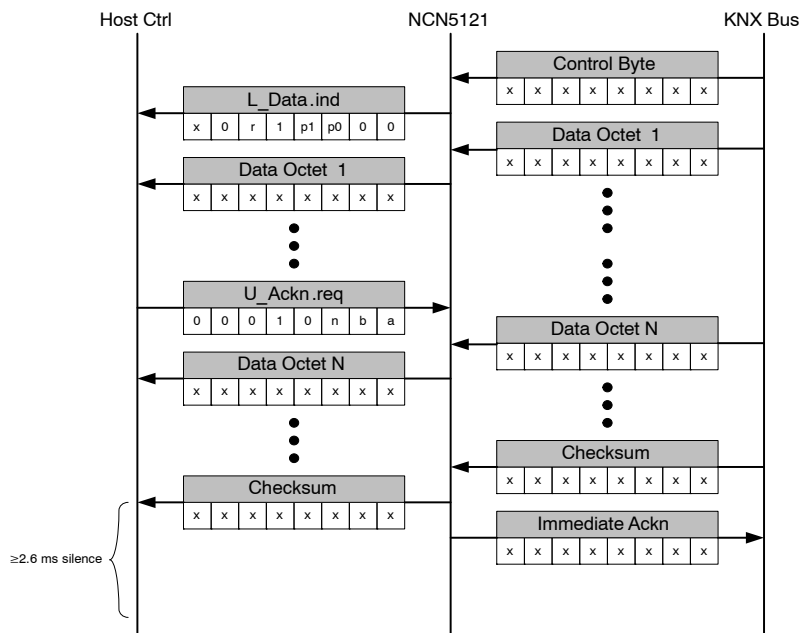 Host Ctrl NCN5121 KNX Bus
Control Byte
x x x x x x x x
L_Data.ind
x 0 r 1 p1 p0 0 0
Data Octet 1
x x x x x x x x
Data Octet 1
x x x x x x x x
U_Ackn.req
0 0 0 1 0 n b a
Data Octet N
x x x x x x x x
Data Octet N
x x x x x x x x
Checksum
x x x x x x x x
Checksum
x x x x x x x x
Immediate Ackn
x x x x x x x x
≥2.6 ms silence